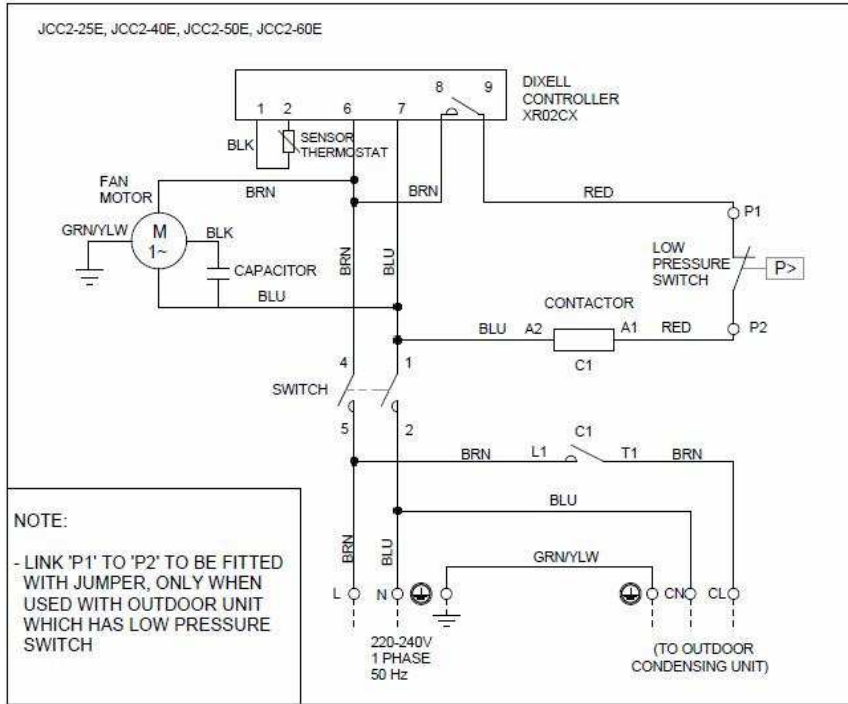 JCC2-25E, JCC2-40E, JCC2-50E, JCC2-60E
DIXELL
CONTROLLER
XR02CX
1 2 6 7 8 9
BLK
SENSOR
THERMOSTAT
FAN
MOTOR
BRN
BRN
RED
P1
GRN/YLW
M
1~
BLK
CAPACITOR
BRN
BLU
LOW
PRESSURE
SWITCH
P>
BLU
CONTACTOR
BLU A2 A1 RED P2
C1
4 1
SWITCH
5 2
C1
BRN L1 T1 BRN
BLU
NOTE:
- LINK 'P1' TO 'P2' TO BE FITTED
WITH JUMPER, ONLY WHEN
USED WITH OUTDOOR UNIT
WHICH HAS LOW PRESSURE
SWITCH
BRN
BLU
GRN/YLW
L N CN CL
220-240V
1 PHASE
50 Hz
(TO OUTDOOR
CONDENSING UNIT)